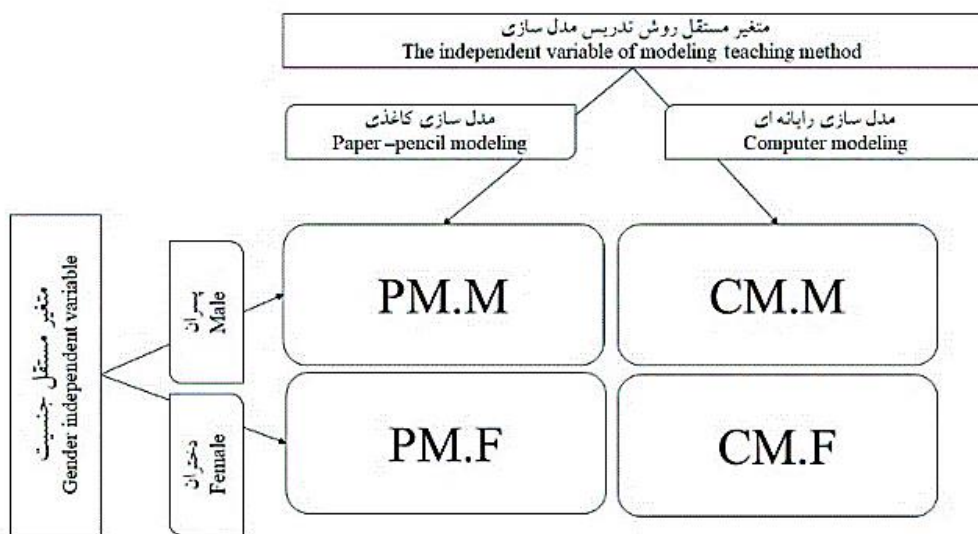 متغیر مستقل روش تدریس مدل سازی
The independent variable of modeling teaching method
مدل سازی کاغذی
Paper –pencil modeling
مدل سازی رایانه ای
Computer modeling
متغیر مستقل جنسیت
Gender independent variable
پسران
Male
PM.M
CM.M
دختران
Female
PM.F
CM.F